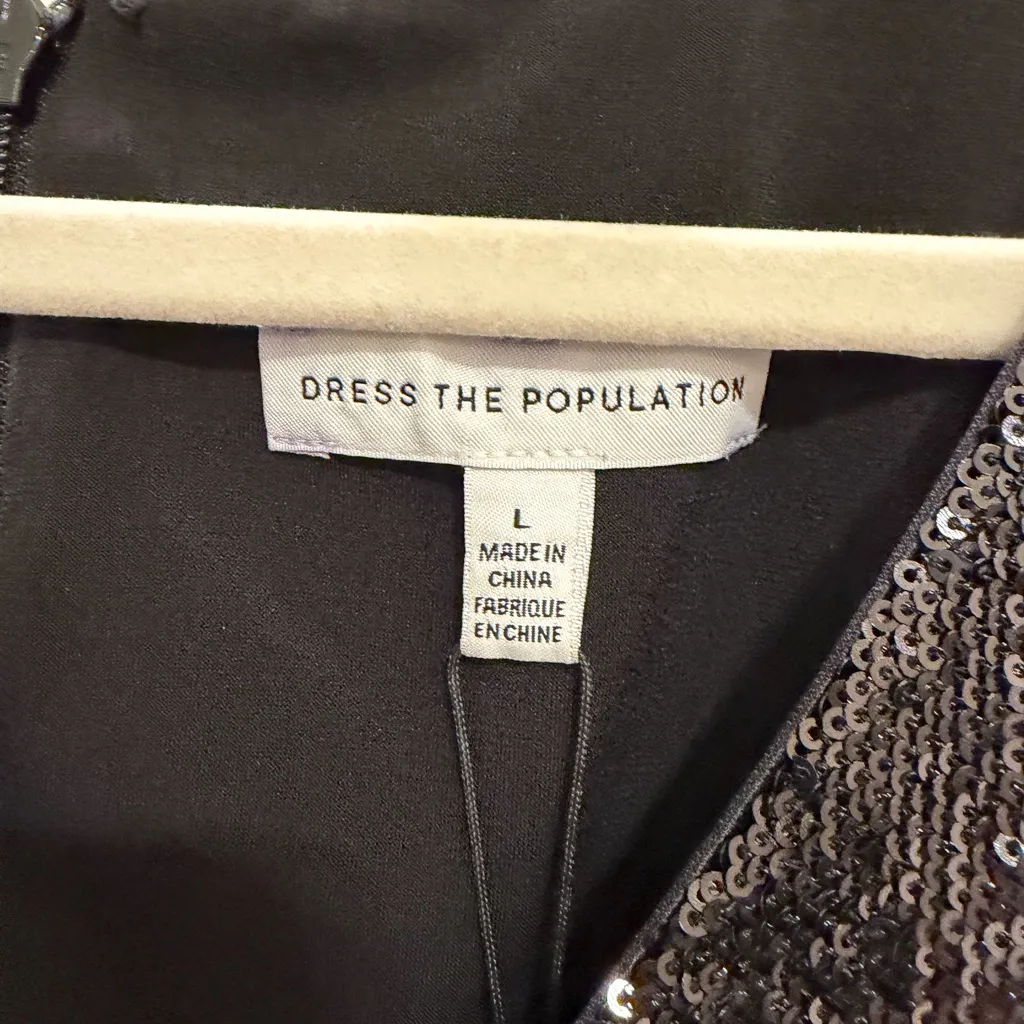 DRESS THE POPULATION
L
MADE IN
CHINA
FABRIQUE
EN CHINE